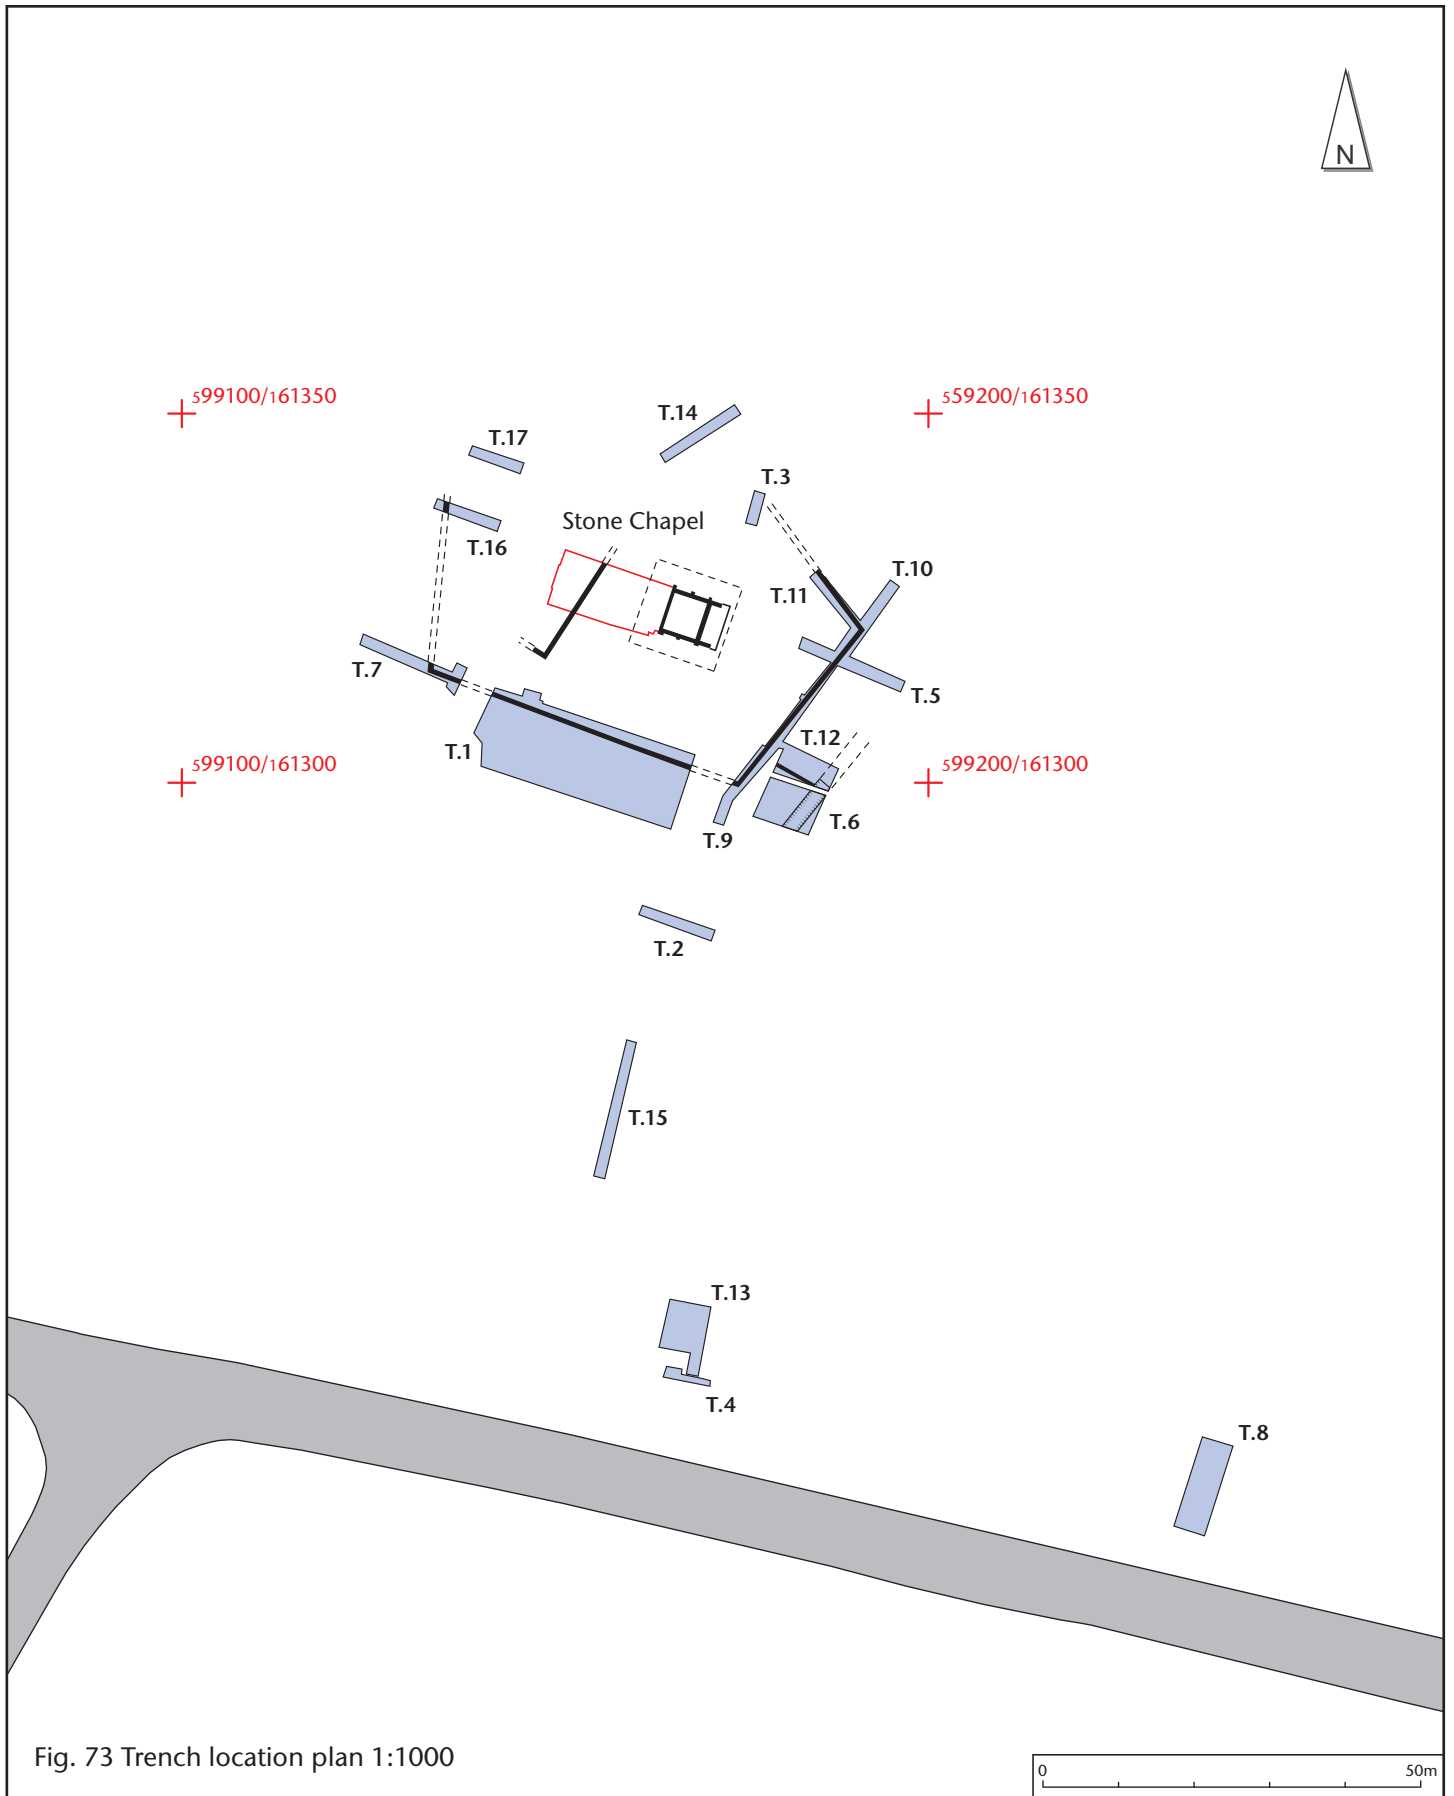 N
599100/161350
559200/161350
T.14
T.17
T.3
Stone Chapel
T.16
T.10
T.11
T.7
T.5
T.12
T.1
599100/161300
599200/161300
T.6
T.9
T.2
T.15
T.13
T.4
T.8
Fig. 73 Trench location plan 1:1000
0 50m